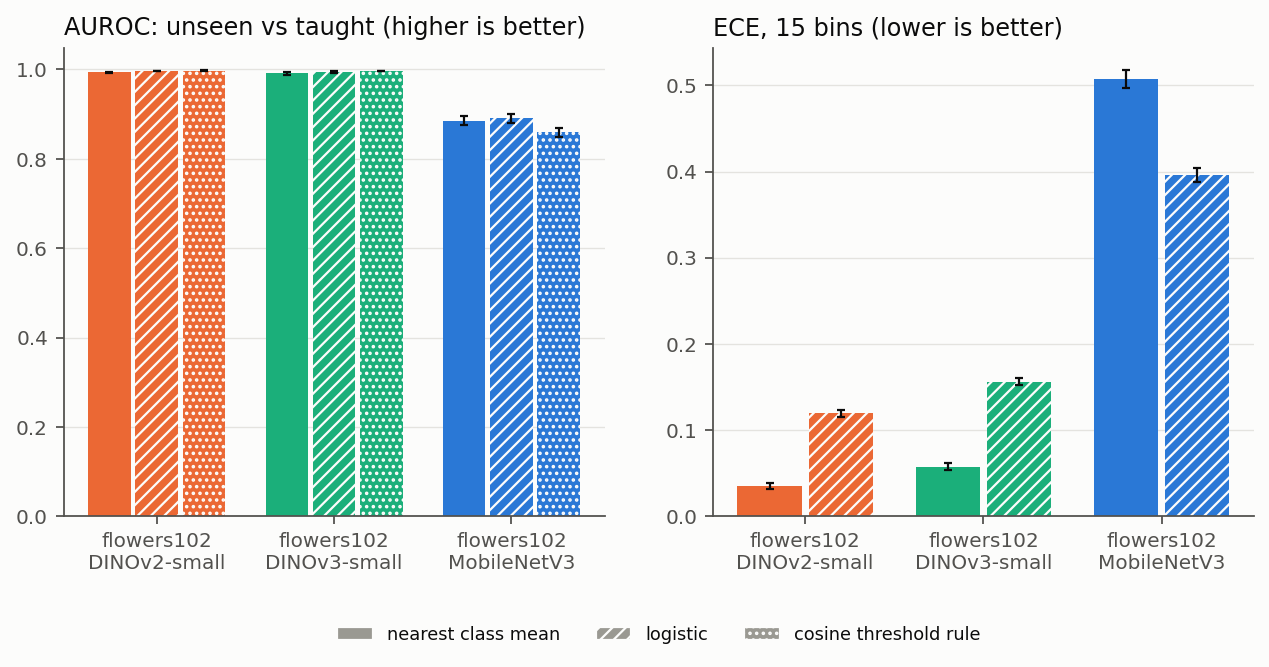 AUROC: unseen vs taught (higher is better)
1.0
0.8
0.6
0.4
0.2
0.0
flowers102
DINOv2-small
flowers102
DINOv3-small
flowers102
MobileNetV3
ECE, 15 bins (lower is better)
0.5
0.4
0.3
0.2
0.1
0.0
flowers102
DINOv2-small
flowers102
DINOv3-small
flowers102
MobileNetV3
nearest class mean
logistic
cosine threshold rule